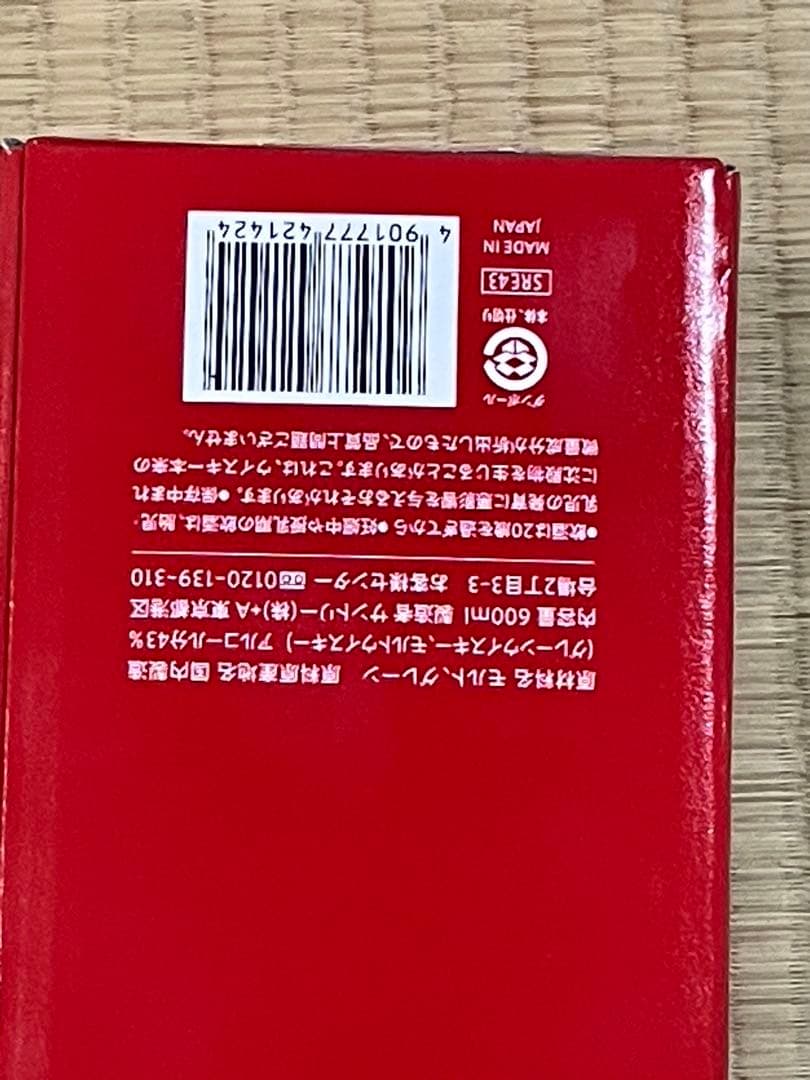 原材料名 モルト、グレーン　原料原産地名 国内製造
(グレーンウイスキー、モルトウイスキー)　アルコール分43%
内容量 600ml 製造者 サントリー(株)+A 東京都港区
台場2丁目3-3　お客様センター 0120-139-310
●飲酒は20歳を過ぎてから ●妊娠中や授乳期の飲酒は、胎児・
乳児の発育に悪影響を与えるおそれがあります。●保存中まれ
に沈殿物を生じることがあります。これは、ウイスキー本来の
微量成分が析出したもので、品質上問題ございません。
ダンボール
本体、仕切り
SRE43
MADE IN
JAPAN
4 901777 421424